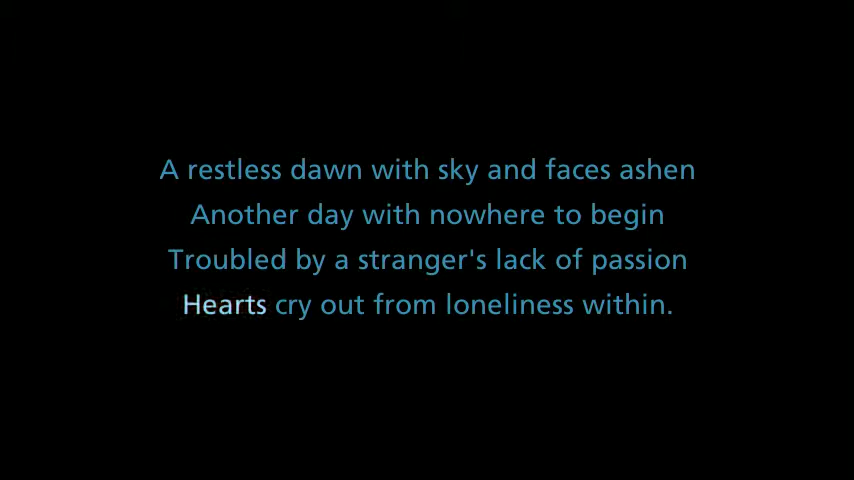 A restless dawn with sky and faces ashen
Another day with nowhere to begin
Troubled by a stranger's lack of passion
Hearts cry out from loneliness within.